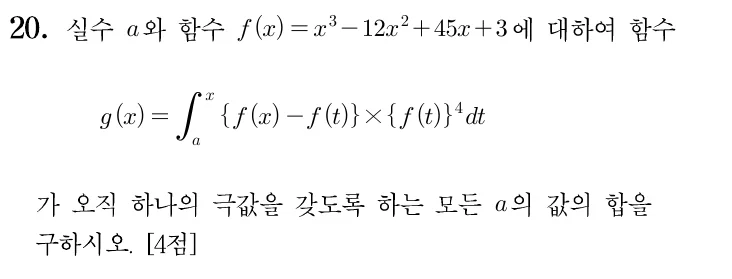 20. 실수 a와 함수 f(x)=x³-12x²+45x+3에 대하여 함수
g(x)=∫ₐˣ{f(x)-f(t)}×{f(t)}⁴dt
가 오직 하나의 극값을 갖도록 하는 모든 a의 값의 합을
구하시오. [4점]